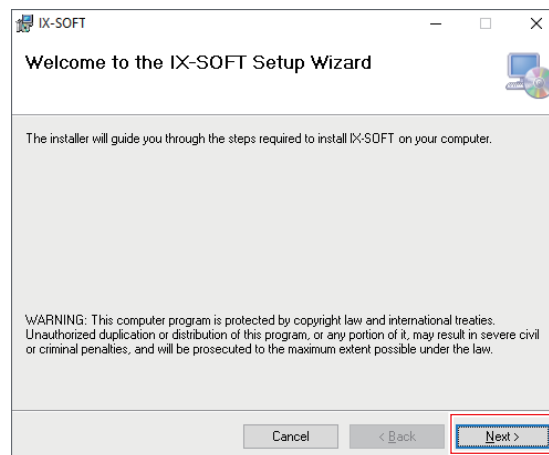 IX-SOFT
Welcome to the IX-SOFT Setup Wizard
The installer will guide you through the steps required to install IX-SOFT on your computer.
WARNING: This computer program is protected by copyright law and international treaties.
Unauthorized duplication or distribution of this program, or any portion of it, may result in severe civil
or criminal penalties, and will be prosecuted to the maximum extent possible under the law.
Cancel
< Back
Next >